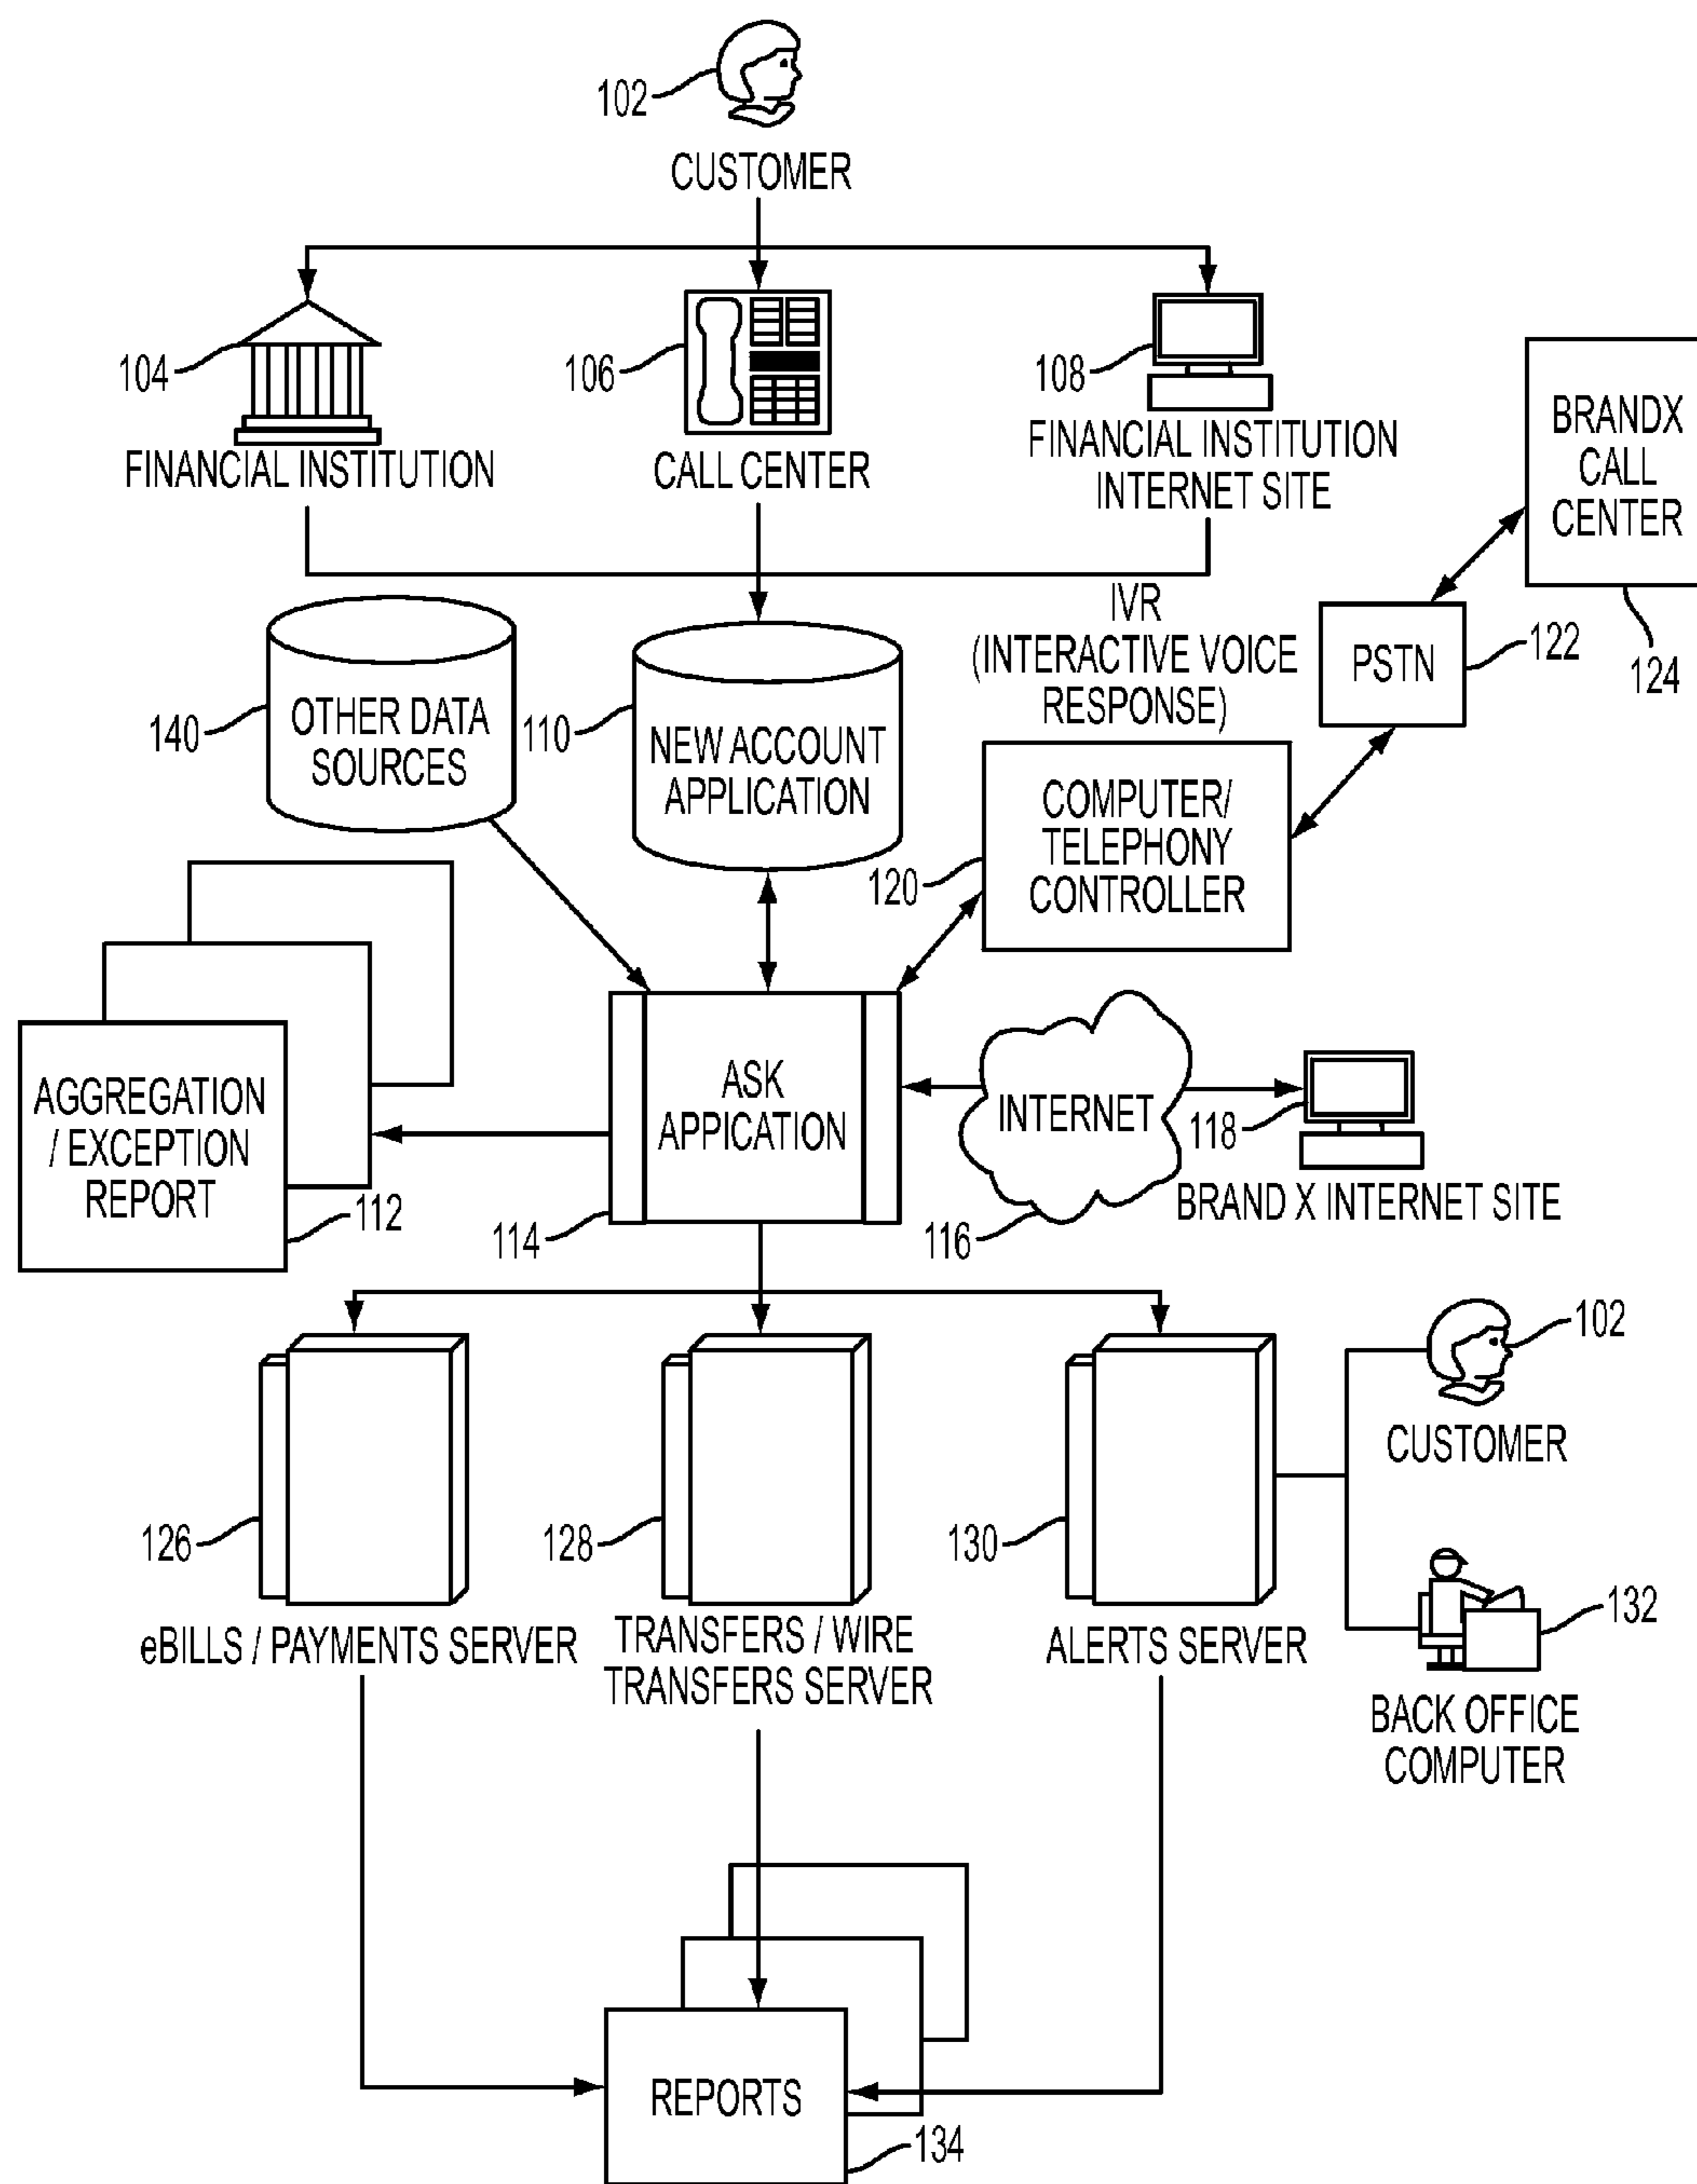 102
CUSTOMER
104
106
108
FINANCIAL INSTITUTION
CALL CENTER
FINANCIAL INSTITUTION
INTERNET SITE
BRANDX
CALL
CENTER
124
PSTN
122
IVR
(INTERACTIVE VOICE
RESPONSE)
140
OTHER DATA
SOURCES
110
NEW ACCOUNT
APPLICATION
120
COMPUTER/
TELEPHONY
CONTROLLER
AGGREGATION
/ EXCEPTION
REPORT
112
ASK
APPICATION
114
INTERNET
116
118
BRAND X INTERNET SITE
126
eBILLS / PAYMENTS SERVER
128
TRANSFERS / WIRE
TRANSFERS SERVER
130
ALERTS SERVER
102
CUSTOMER
132
BACK OFFICE
COMPUTER
REPORTS
134